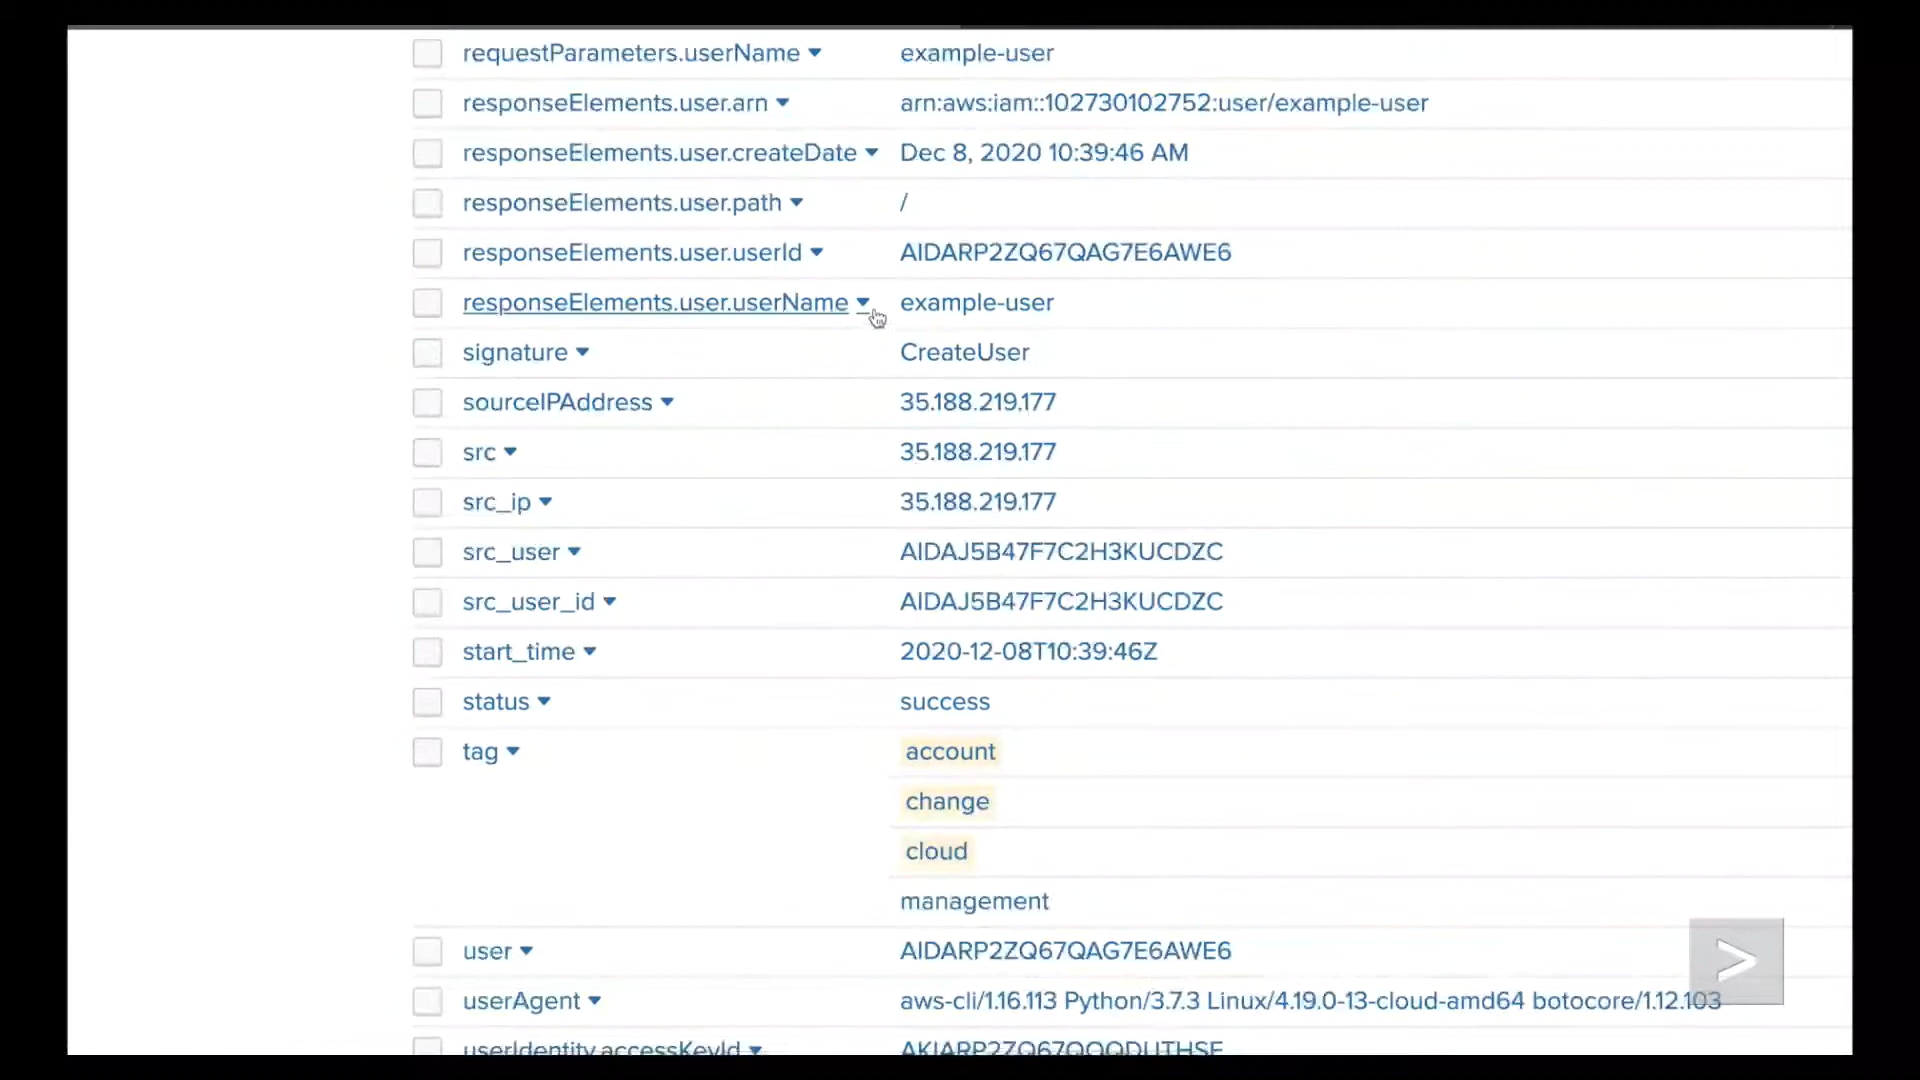 requestParameters.userName example-user
responseElements.user.arn arn:aws:iam::102730102752:user/example-user
responseElements.user.createDate Dec 8, 2020 10:39:46 AM
responseElements.user.path /
responseElements.user.userId AIDARP2ZQ67QAG7E6AWE6
responseElements.user.userName example-user
signature CreateUser
sourceIPAddress 35.188.219.177
src 35.188.219.177
src_ip 35.188.219.177
src_user AIDAJ5B47F7C2H3KUCDZC
src_user_id AIDAJ5B47F7C2H3KUCDZC
start_time 2020-12-08T10:39:46Z
status success
tag account
change
cloud
management
user AIDARP2ZQ67QAG7E6AWE6
>
userAgent aws-cli/1.16.113 Python/3.7.3 Linux/4.19.0-13-cloud-amd64 botocore/1.12.103
userIdentity.accessKeyId